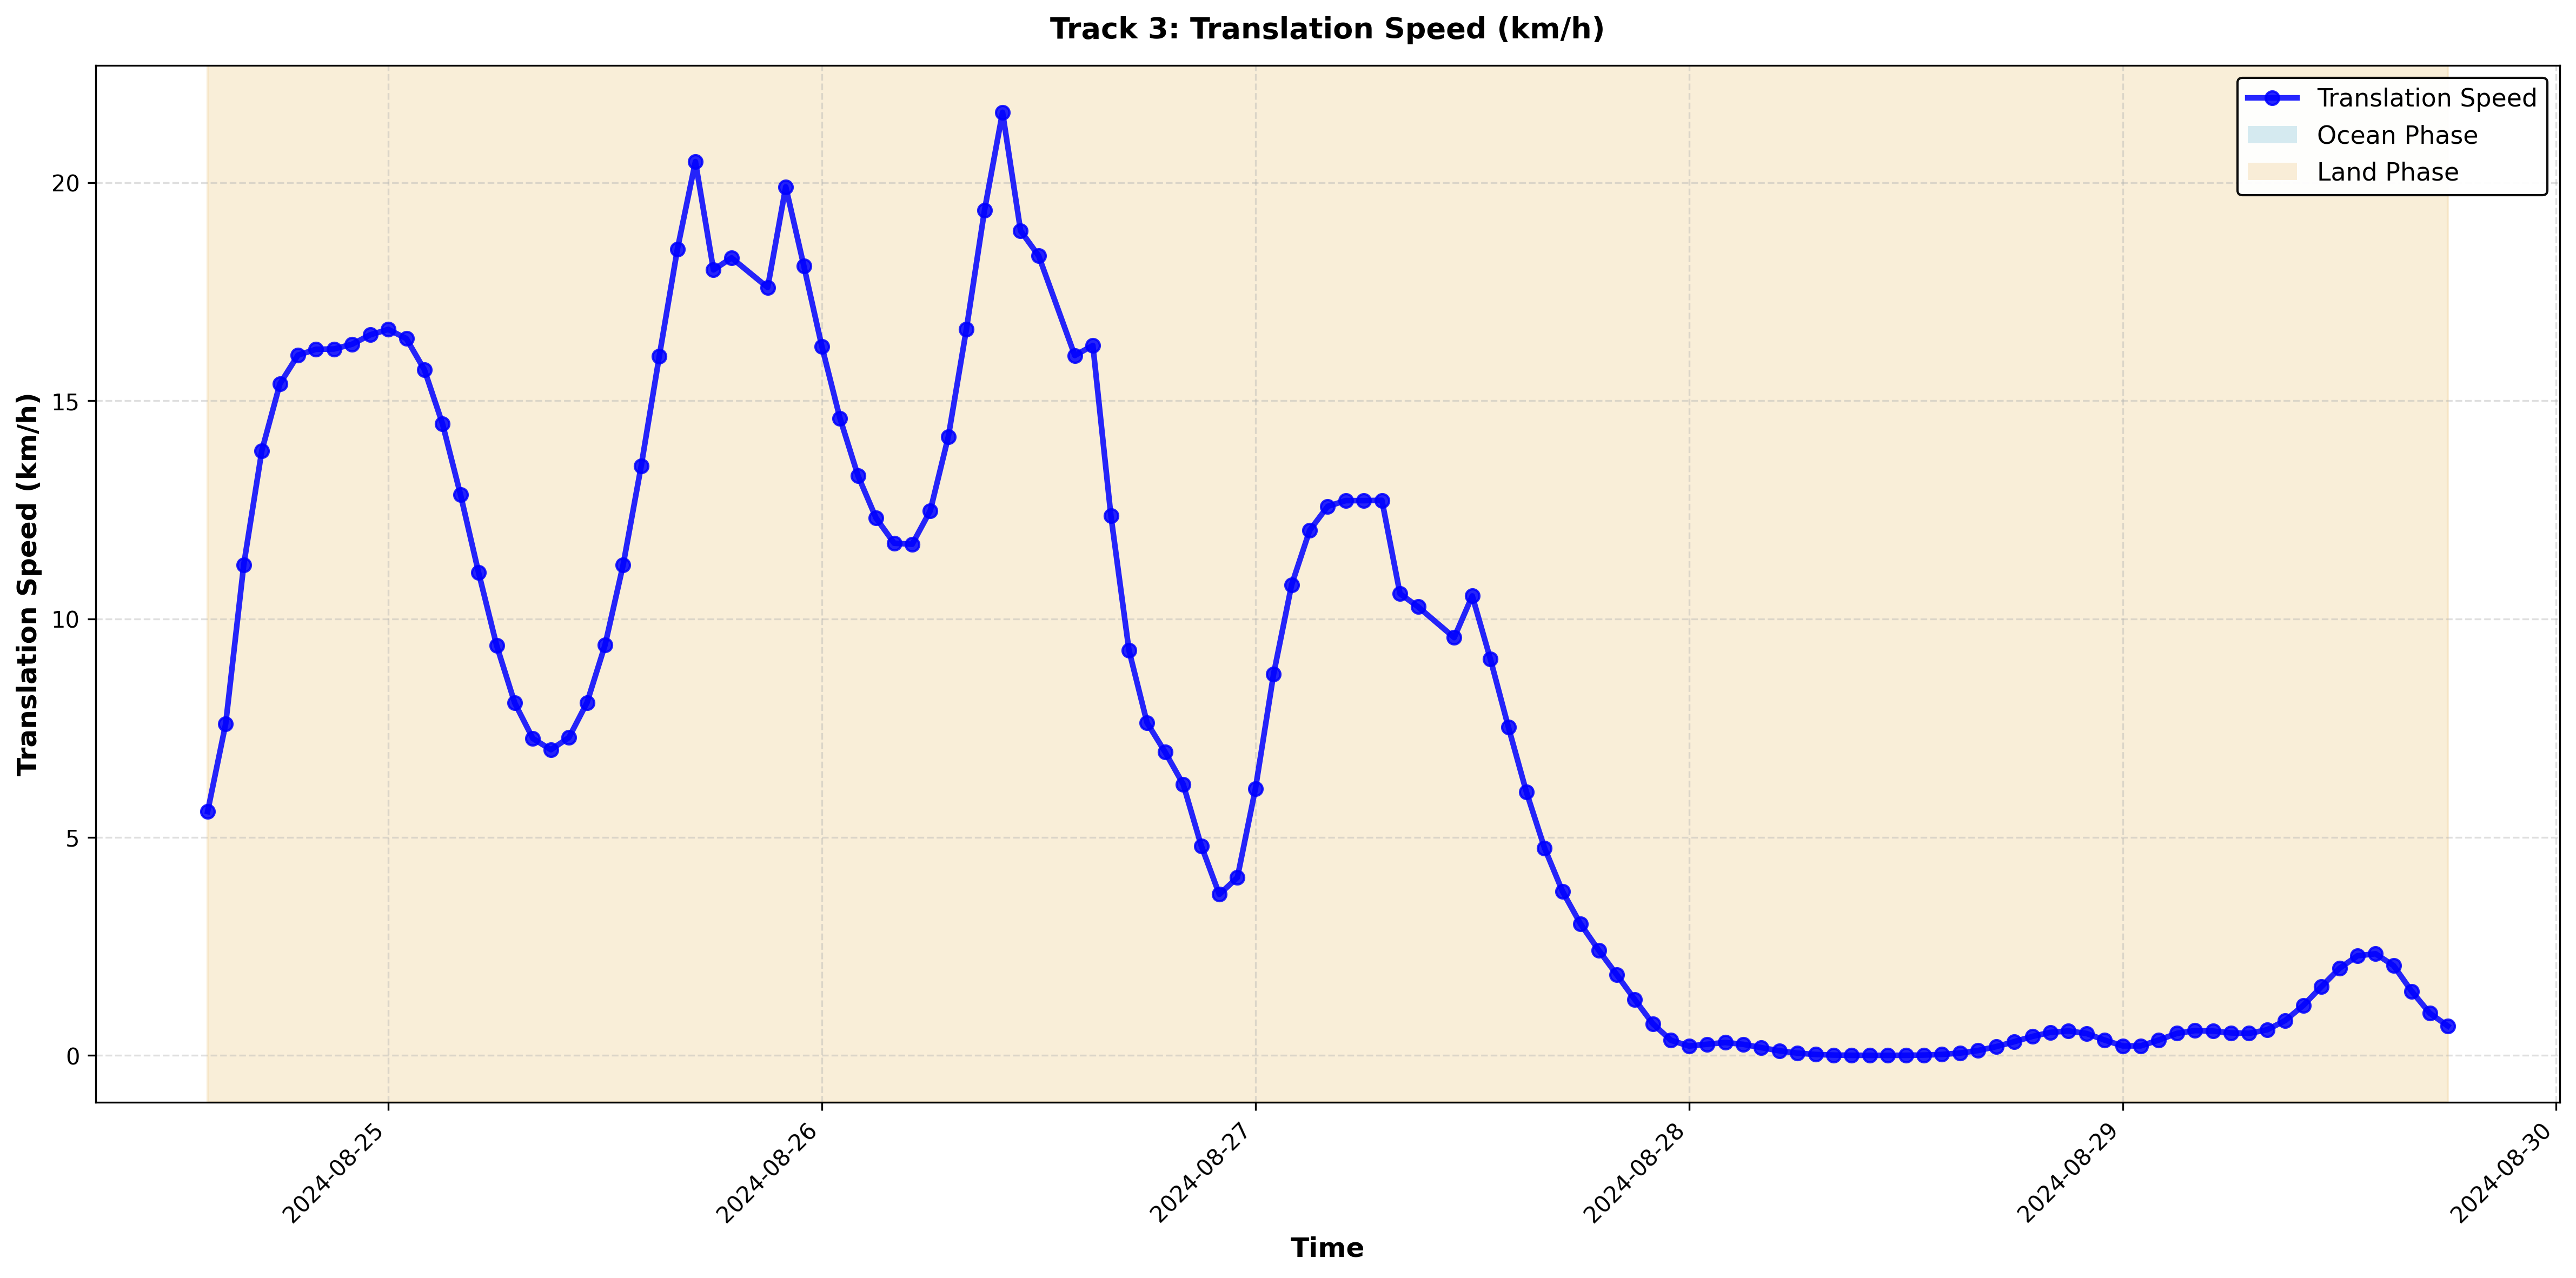 Track 3: Translation Speed (km/h)
Translation Speed
Ocean Phase
Land Phase
Translation Speed (km/h)
20
15
10
5
0
2024-08-25
2024-08-26
2024-08-27
2024-08-28
2024-08-29
2024-08-30
Time